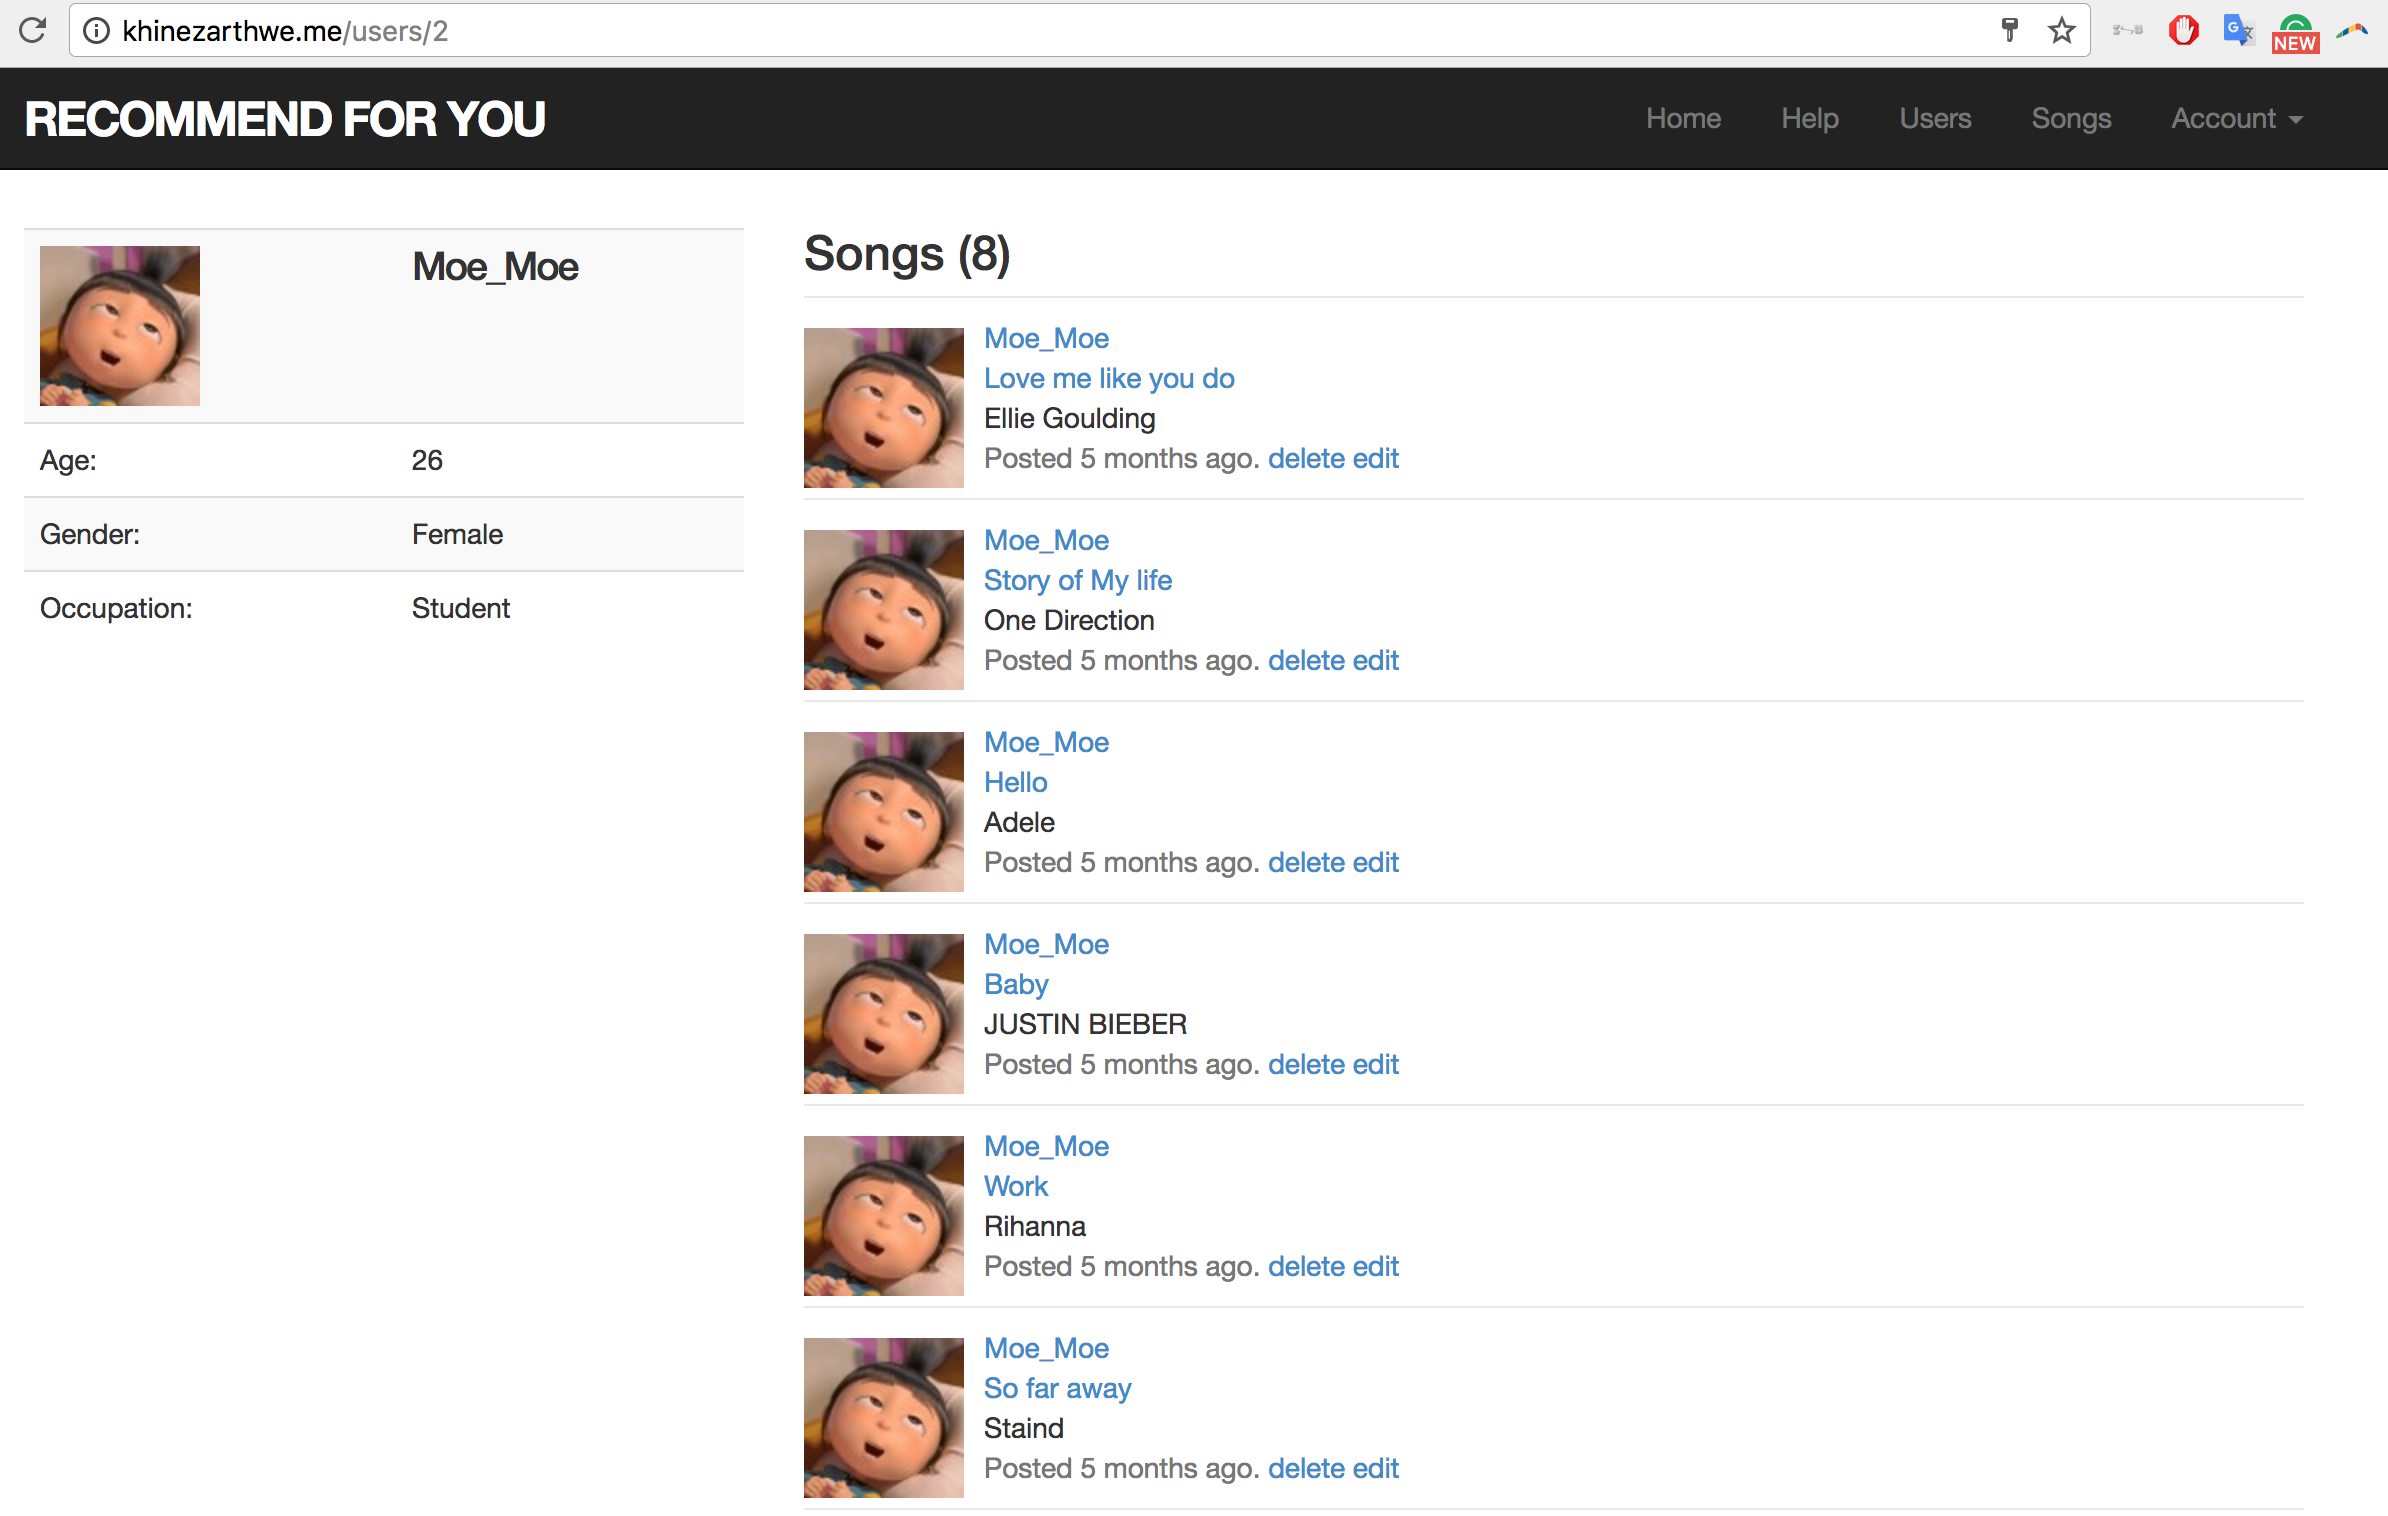 khinezarthwe.me/users/2
NEW
RECOMMEND FOR YOU
Home Help Users Songs Account
Moe_Moe
Age: 26
Gender: Female
Occupation: Student
Songs (8)
Moe_Moe
Love me like you do
Ellie Goulding
Posted 5 months ago. delete edit
Moe_Moe
Story of My life
One Direction
Posted 5 months ago. delete edit
Moe_Moe
Hello
Adele
Posted 5 months ago. delete edit
Moe_Moe
Baby
JUSTIN BIEBER
Posted 5 months ago. delete edit
Moe_Moe
Work
Rihanna
Posted 5 months ago. delete edit
Moe_Moe
So far away
Staind
Posted 5 months ago. delete edit